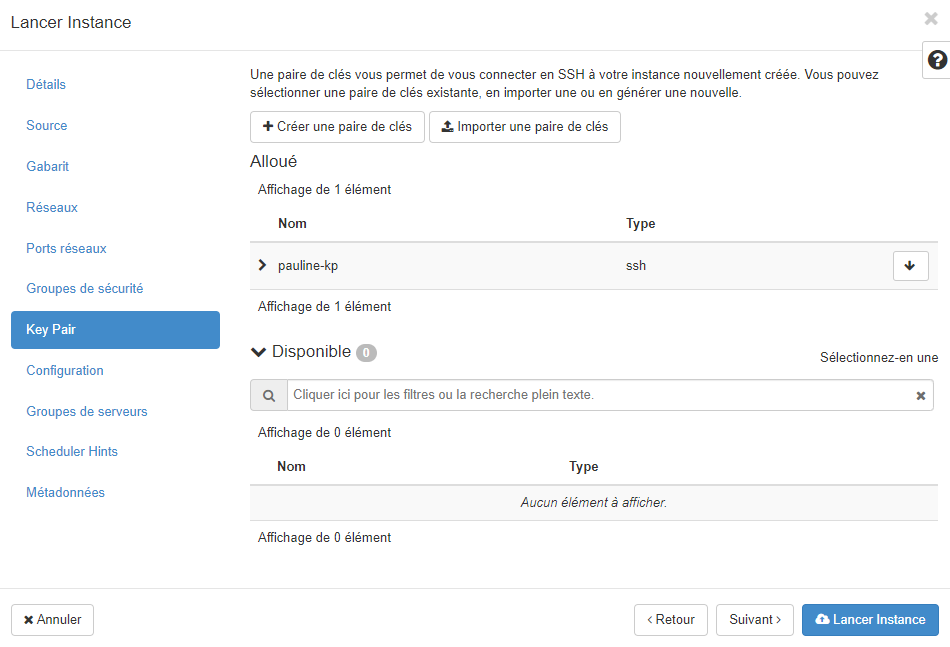 Lancer Instance
Détails
Source
Gabarit
Réseaux
Ports réseaux
Groupes de sécurité
Key Pair
Configuration
Groupes de serveurs
Scheduler Hints
Métadonnées
Une paire de clés vous permet de vous connecter en SSH à votre instance nouvellement créée. Vous pouvez
sélectionner une paire de clés existante, en importer une ou en générer une nouvelle.
Créer une paire de clés Importer une paire de clés
Alloué
Affichage de 1 élément
Nom Type
pauline-kp ssh
Affichage de 1 élément
Disponible 0
Sélectionnez-en une
Cliquer ici pour les filtres ou la recherche plein texte.
Affichage de 0 élément
Nom Type
Aucun élément à afficher.
Affichage de 0 élément
Annuler ‹ Retour Suivant › Lancer Instance